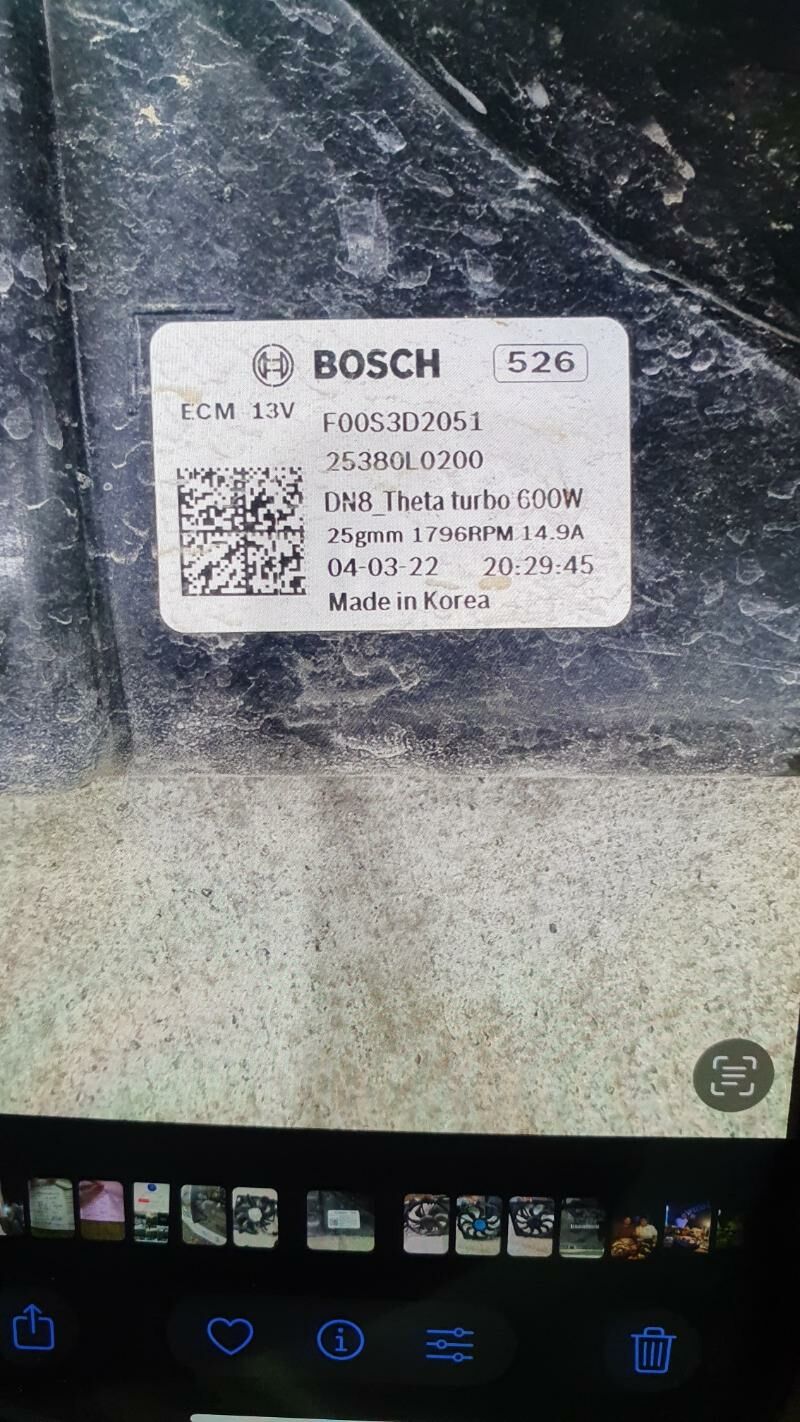 BOSCH 526
ECM 13V
F00S3D2051
25380L0200
DN8_Theta turbo 600W
25gmm 1796RPM 14.9A
04-03-22 20:29:45
Made in Korea